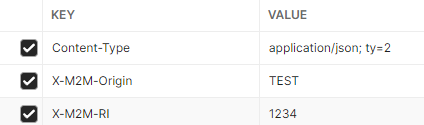 KEY VALUE
Content-Type application/json; ty=2
X-M2M-Origin TEST
X-M2M-RI 1234